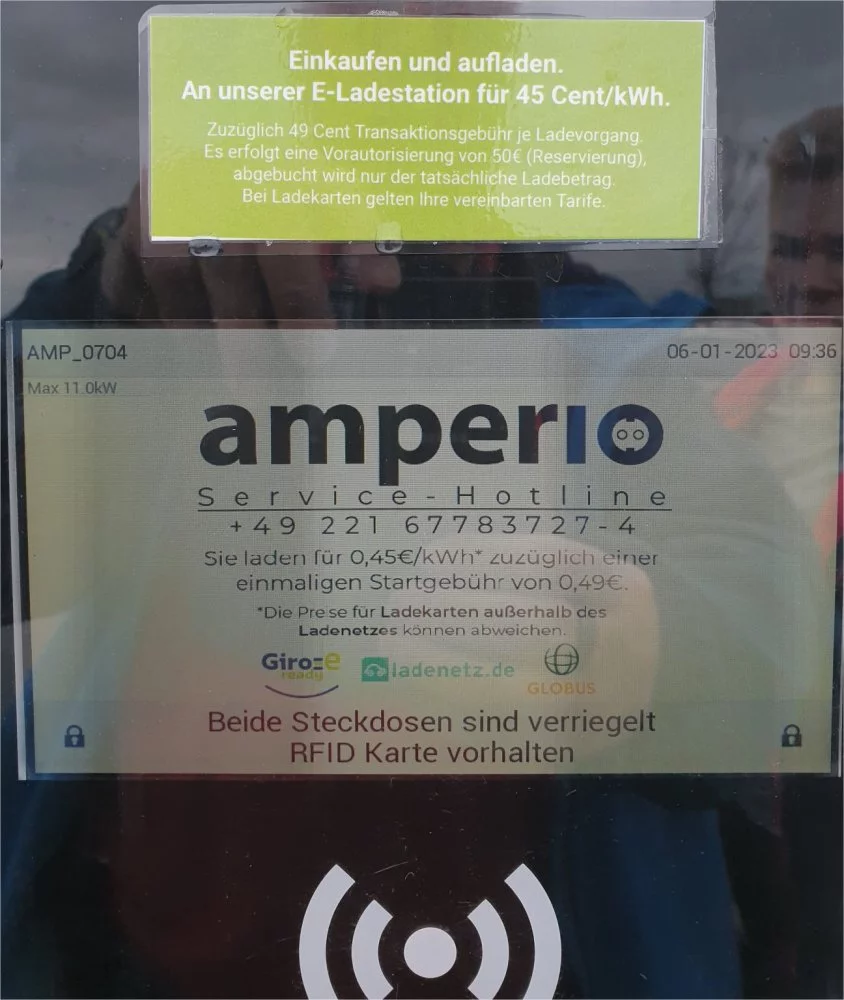 Einkaufen und aufladen.
An unserer E-Ladestation für 45 Cent/kWh.
Zuzüglich 49 Cent Transaktionsgebühr je Ladevorgang.
Es erfolgt eine Vorautorisierung von 50€ (Reservierung),
abgebucht wird nur der tatsächliche Ladebetrag.
Bei Ladekarten gelten Ihre vereinbarten Tarife.
AMP_0704 06-01-2023 09:36
Max 11.0kW
amperio
Service-Hotline
+49 221 67783727-4
Sie laden für 0,45€/kWh* zuzüglich einer
einmaligen Startgebühr von 0,49€.
*Die Preise für Ladekarten außerhalb des
Ladenetzes können abweichen.
Giro-e ready ladenetz.de GLOBUS
Beide Steckdosen sind verriegelt
RFID Karte vorhalten